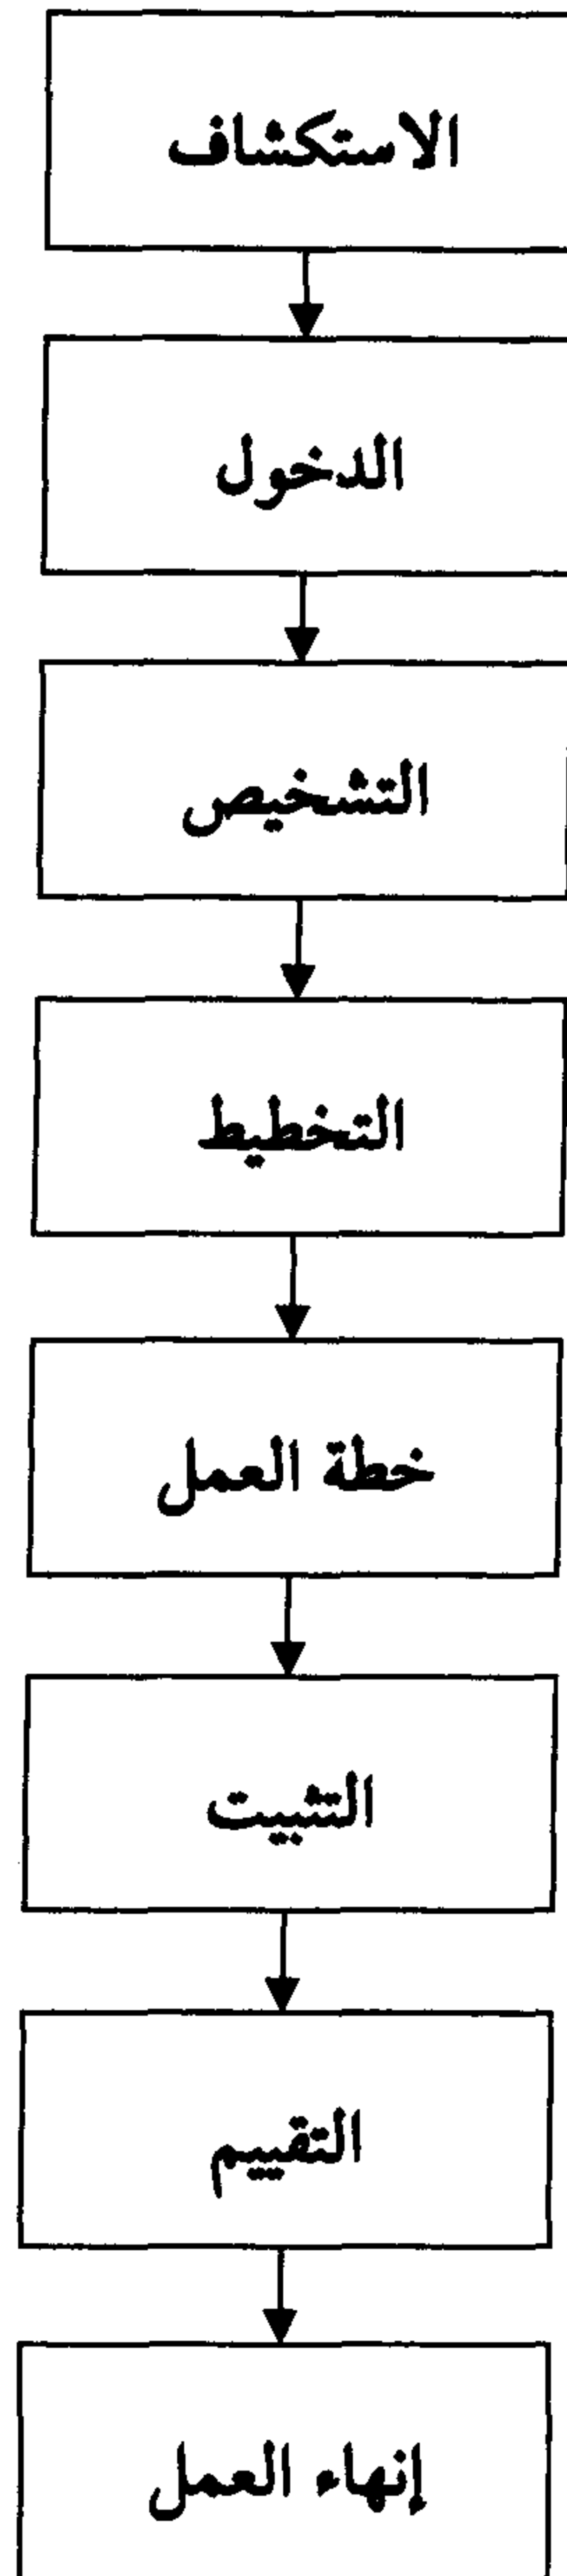 الاستكشاف
الدخول
التشخيص
التخطيط
خطة العمل
التثبيت
التقييم
إنهاء العمل